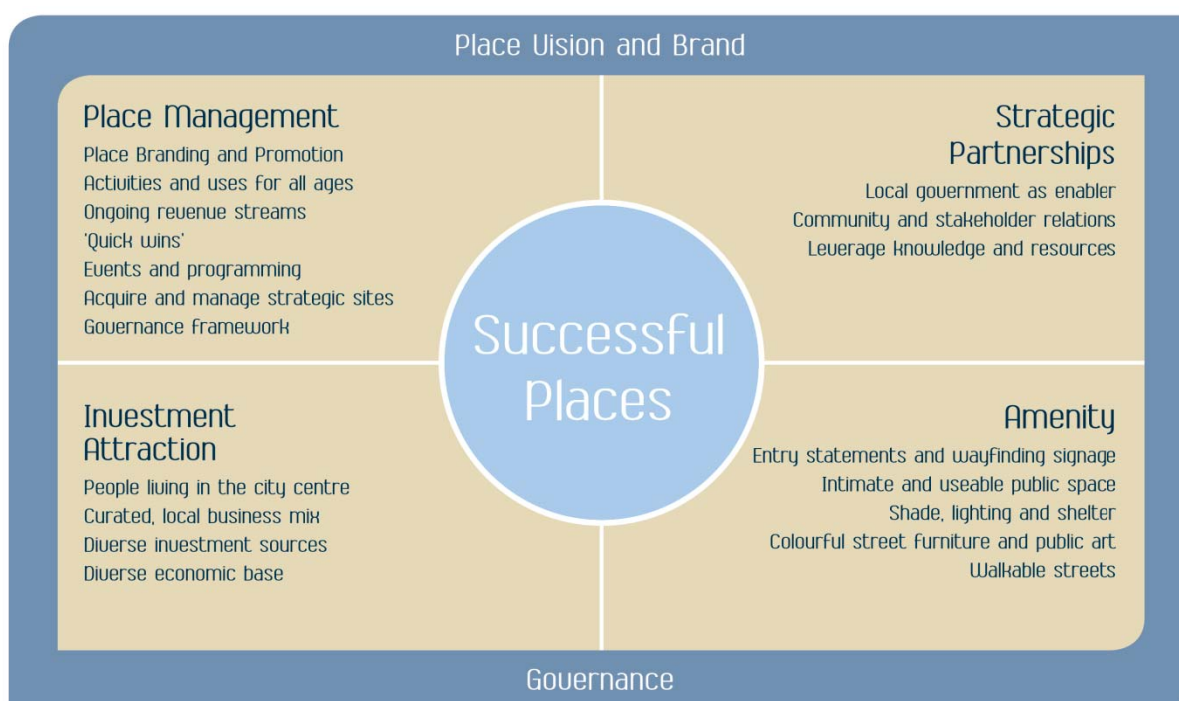 Place Vision and Brand
Place Management
Place Branding and Promotion
Activities and uses for all ages
Ongoing revenue streams
'Quick wins'
Events and programming
Acquire and manage strategic sites
Governance framework
Strategic
Partnerships
Local government as enabler
Community and stakeholder relations
Leverage knowledge and resources
Successful
Places
Investment
Attraction
People living in the city centre
Curated, local business mix
Diverse investment sources
Diverse economic base
Amenity
Entry statements and wayfinding signage
Intimate and useable public space
Shade, lighting and shelter
Colourful street furniture and public art
Walkable streets
Governance